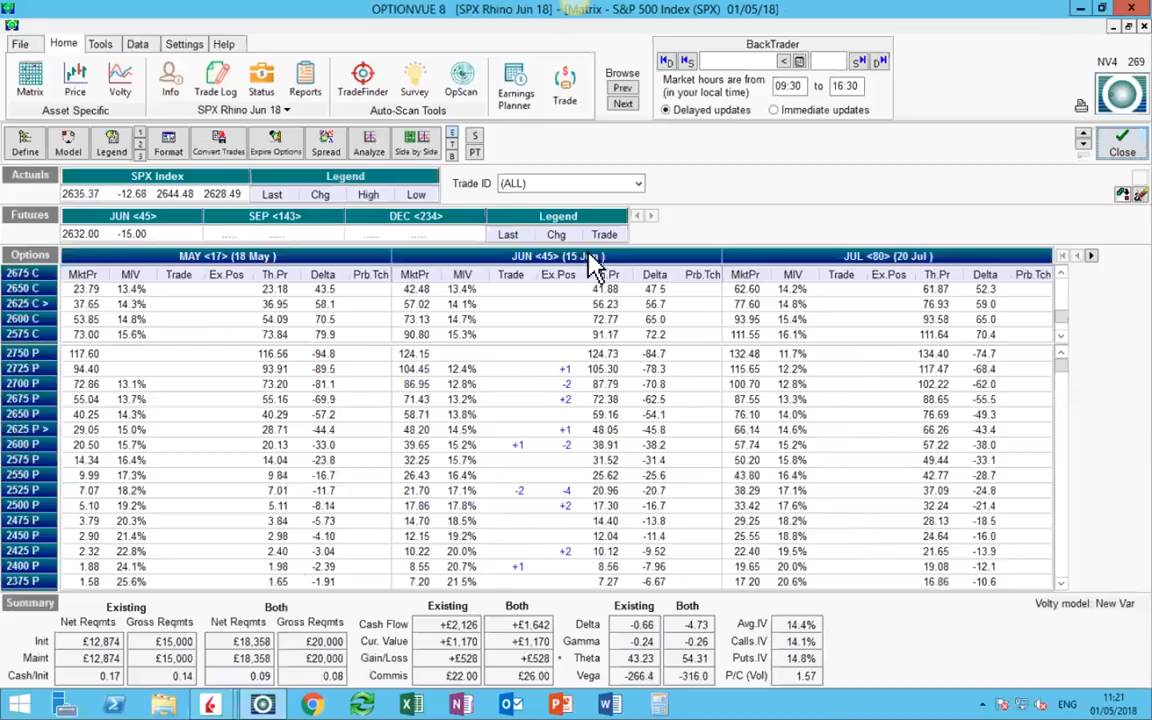 OPTIONVUE 8 [SPX Rhino Jun 18] - [Matrix - S&P 500 Index (SPX) 01/05/18]
File Home Tools Data Settings Help
BackTrader
Market hours are from (in your local time) 09:30 to 16:30
Delayed updates Immediate updates
NV4 269
Matrix Price Volty Info Trade Log Status Reports TradeFinder Survey OpScan Earnings Planner Trade
Browse Prev Next
Asset Specific SPX Rhino Jun 18 Auto-Scan Tools
Define Model Legend 1 2 3 Format Convert Trades Expire Options Spread Analyze Side by Side E T B S PT Close
Actuals SPX Index Legend Trade ID (ALL)
2635.37 -12.68 2644.48 2628.49 Last Chg High Low
Futures JUN <45> SEP <143> DEC <234> Legend
2632.00 -15.00 Last Chg Trade
Options MAY <17> (18 May ) JUN <45> (15 Jun ) JUL <80> (20 Jul )
2675 C MktPr MIV Trade Ex.Pos Th.Pr Delta Prb.Tch MktPr MIV Trade Ex.Pos Th.Pr Delta Prb.Tch MktPr MIV Trade Ex.Pos Th.Pr Delta Prb.Tch
2650 C 23.79 13.4% 23.18 43.5 42.48 13.4% 41.88 47.5 62.60 14.2% 61.87 52.3
2625 C > 37.65 14.3% 36.95 58.1 57.02 14.1% 56.23 56.7 77.60 14.8% 76.93 59.0
2600 C 53.85 14.8% 54.09 70.5 73.13 14.7% 72.77 65.0 93.95 15.4% 93.58 65.0
2575 C 73.00 15.6% 73.84 79.9 90.80 15.3% 91.17 72.2 111.55 16.1% 111.64 70.4
2750 P 117.60 116.56 -94.8 124.15 124.73 -84.7 132.48 11.7% 134.40 -74.7
2725 P 94.40 93.91 -89.5 104.45 12.4% +1 105.30 -78.3 115.65 12.2% 117.47 -68.4
2700 P 72.86 13.1% 73.20 -81.1 86.95 12.8% -2 87.79 -70.8 100.70 12.8% 102.22 -62.0
2675 P 55.04 13.7% 55.16 -69.9 71.43 13.2% +2 72.38 -62.5 87.55 13.3% 88.65 -55.5
2650 P 40.25 14.3% 40.29 -57.2 58.71 13.8% 59.16 -54.1 76.10 14.0% 76.69 -49.3
2625 P > 29.05 15.0% 28.71 -44.4 48.20 14.5% +1 48.05 -45.8 66.14 14.6% 66.26 -43.4
2600 P 20.50 15.7% 20.13 -33.0 39.65 15.2% +1 -2 38.91 -38.2 57.74 15.2% 57.22 -38.0
2575 P 14.34 16.4% 14.04 -23.8 32.25 15.7% 31.52 -31.4 50.20 15.8% 49.44 -33.1
2550 P 9.99 17.3% 9.84 -16.7 26.43 16.4% 25.62 -25.6 43.80 16.4% 42.77 -28.7
2525 P 7.07 18.2% 7.01 -11.7 21.70 17.1% -2 -4 20.96 -20.7 38.29 17.1% 37.09 -24.8
2500 P 5.10 19.2% 5.11 -8.14 17.86 17.8% +2 17.30 -16.7 33.42 17.6% 32.24 -21.4
2475 P 3.79 20.3% 3.84 -5.73 14.70 18.5% 14.40 -13.8 29.25 18.2% 28.13 -18.5
2450 P 2.90 21.4% 2.98 -4.10 12.15 19.2% 12.04 -11.4 25.55 18.8% 24.64 -16.0
2425 P 2.32 22.8% 2.40 -3.04 10.22 20.0% +2 10.12 -9.52 22.40 19.5% 21.65 -13.9
2400 P 1.88 24.1% 1.98 -2.39 8.55 20.7% +1 8.56 -7.96 19.65 20.0% 19.08 -12.1
2375 P 1.58 25.6% 1.65 -1.91 7.20 21.5% 7.27 -6.67 17.20 20.6% 16.86 -10.6
Summary Existing Both Existing Both Existing Both Volty model: New Var
Net Reqmts Gross Reqmts Net Reqmts Gross Reqmts Cash Flow +£2,126 +£1,642 Delta -0.66 -4.73 Avg.IV 14.4%
Init £12,874 £15,000 £18,358 £20,000 Cur. Value +£1,170 +£1,170 Gamma -0.24 -0.26 Calls.IV 14.1%
Maint £12,874 £15,000 £18,358 £20,000 Gain/Loss +£528 +£528 * Theta 43.23 54.31 Puts.IV 14.8%
Cash/Init 0.17 0.14 0.09 0.08 Commis £22.00 £26.00 Vega -266.4 -316.0 P/C (Vol) 1.57
ENG 11:21
01/05/2018